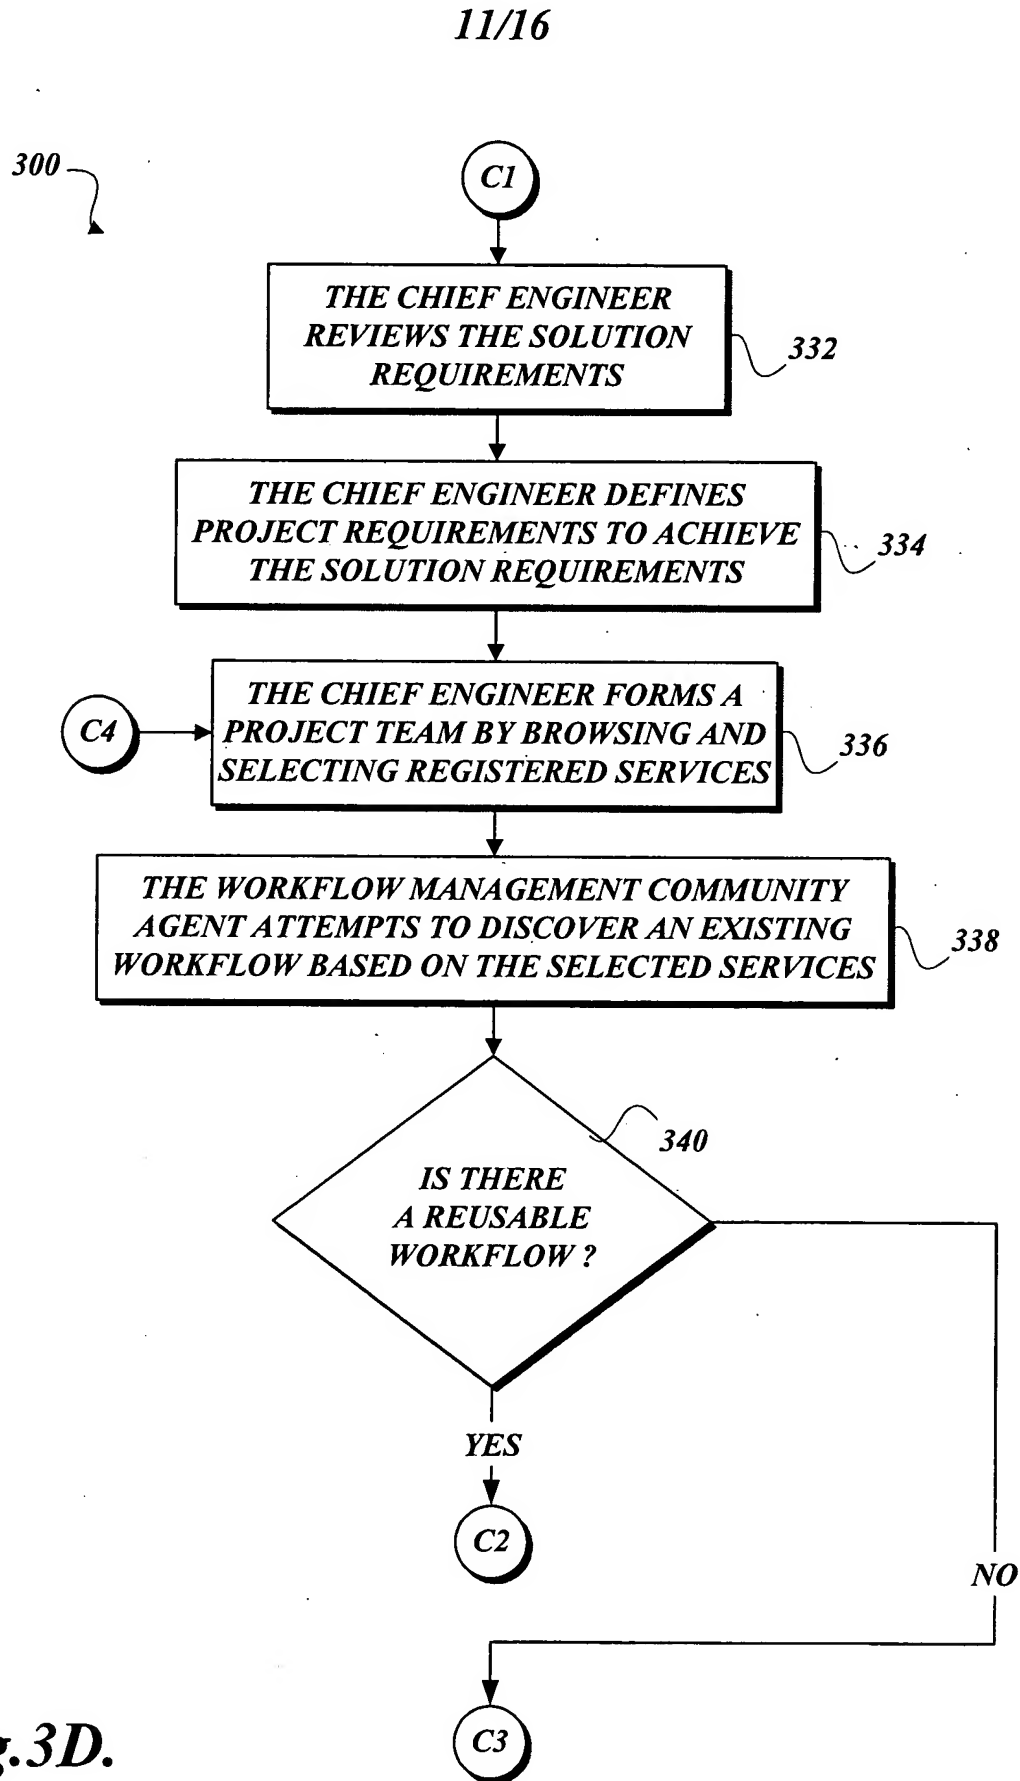 11/16
300
C1
THE CHIEF ENGINEER
REVIEWS THE SOLUTION
REQUIREMENTS
332
THE CHIEF ENGINEER DEFINES
PROJECT REQUIREMENTS TO ACHIEVE
THE SOLUTION REQUIREMENTS
334
C4
THE CHIEF ENGINEER FORMS A
PROJECT TEAM BY BROWSING AND
SELECTING REGISTERED SERVICES
336
THE WORKFLOW MANAGEMENT COMMUNITY
AGENT ATTEMPTS TO DISCOVER AN EXISTING
WORKFLOW BASED ON THE SELECTED SERVICES
338
340
IS THERE
A REUSABLE
WORKFLOW ?
YES
C2
NO
C3
g.3D.